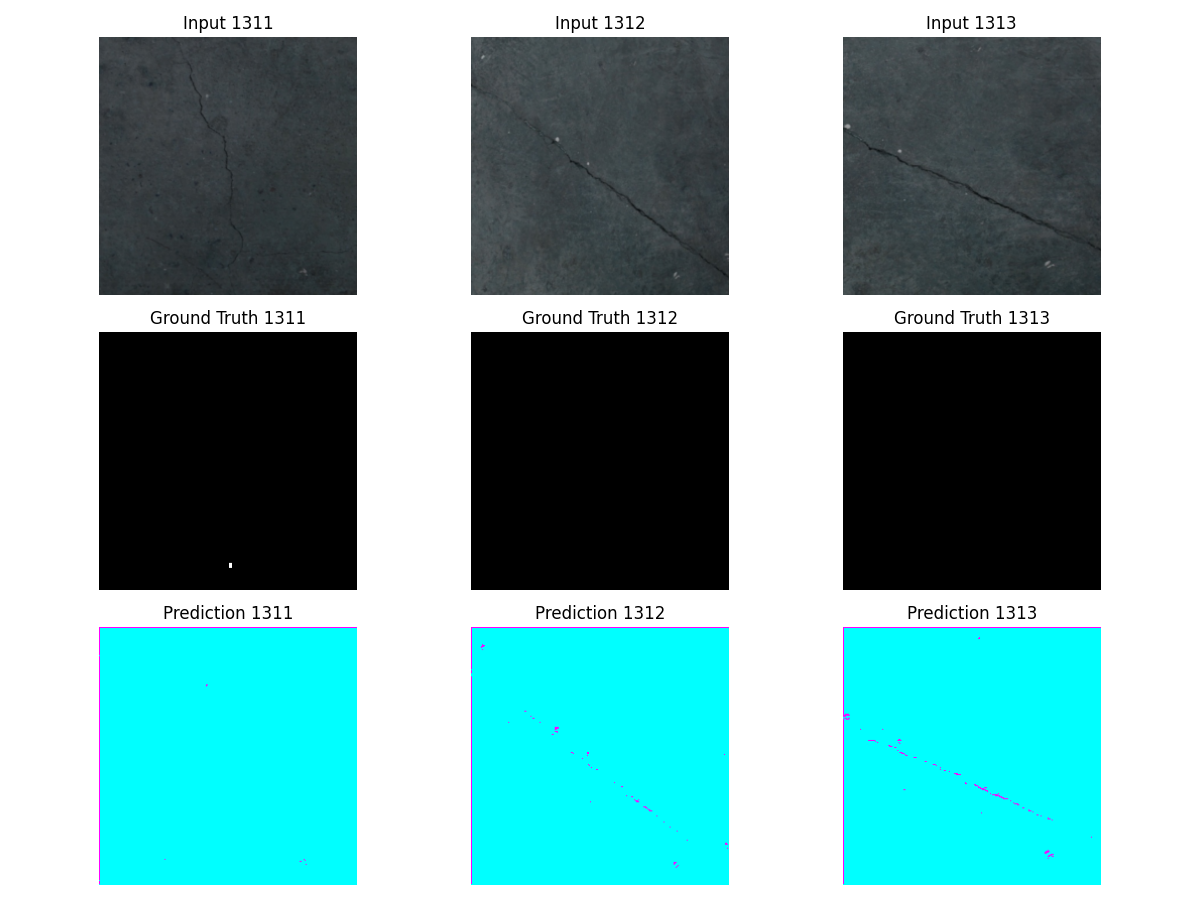 Input 1311
Input 1312
Input 1313
Ground Truth 1311
Ground Truth 1312
Ground Truth 1313
Prediction 1311
Prediction 1312
Prediction 1313